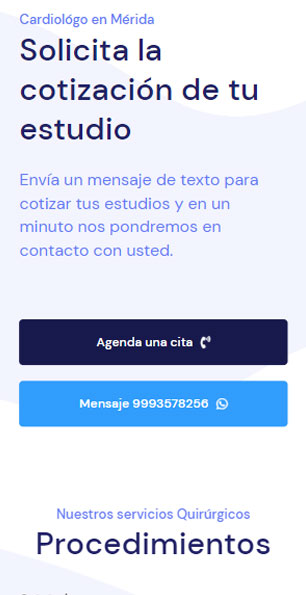 Cardiológo en Mérida
Solicita la
cotización de tu
estudio
Envía un mensaje de texto para
cotizar tus estudios y en un
minuto nos pondremos en
contacto con usted.
Agenda una cita
Mensaje 9993578256
Nuestros servicios Quirúrgicos
Procedimientos